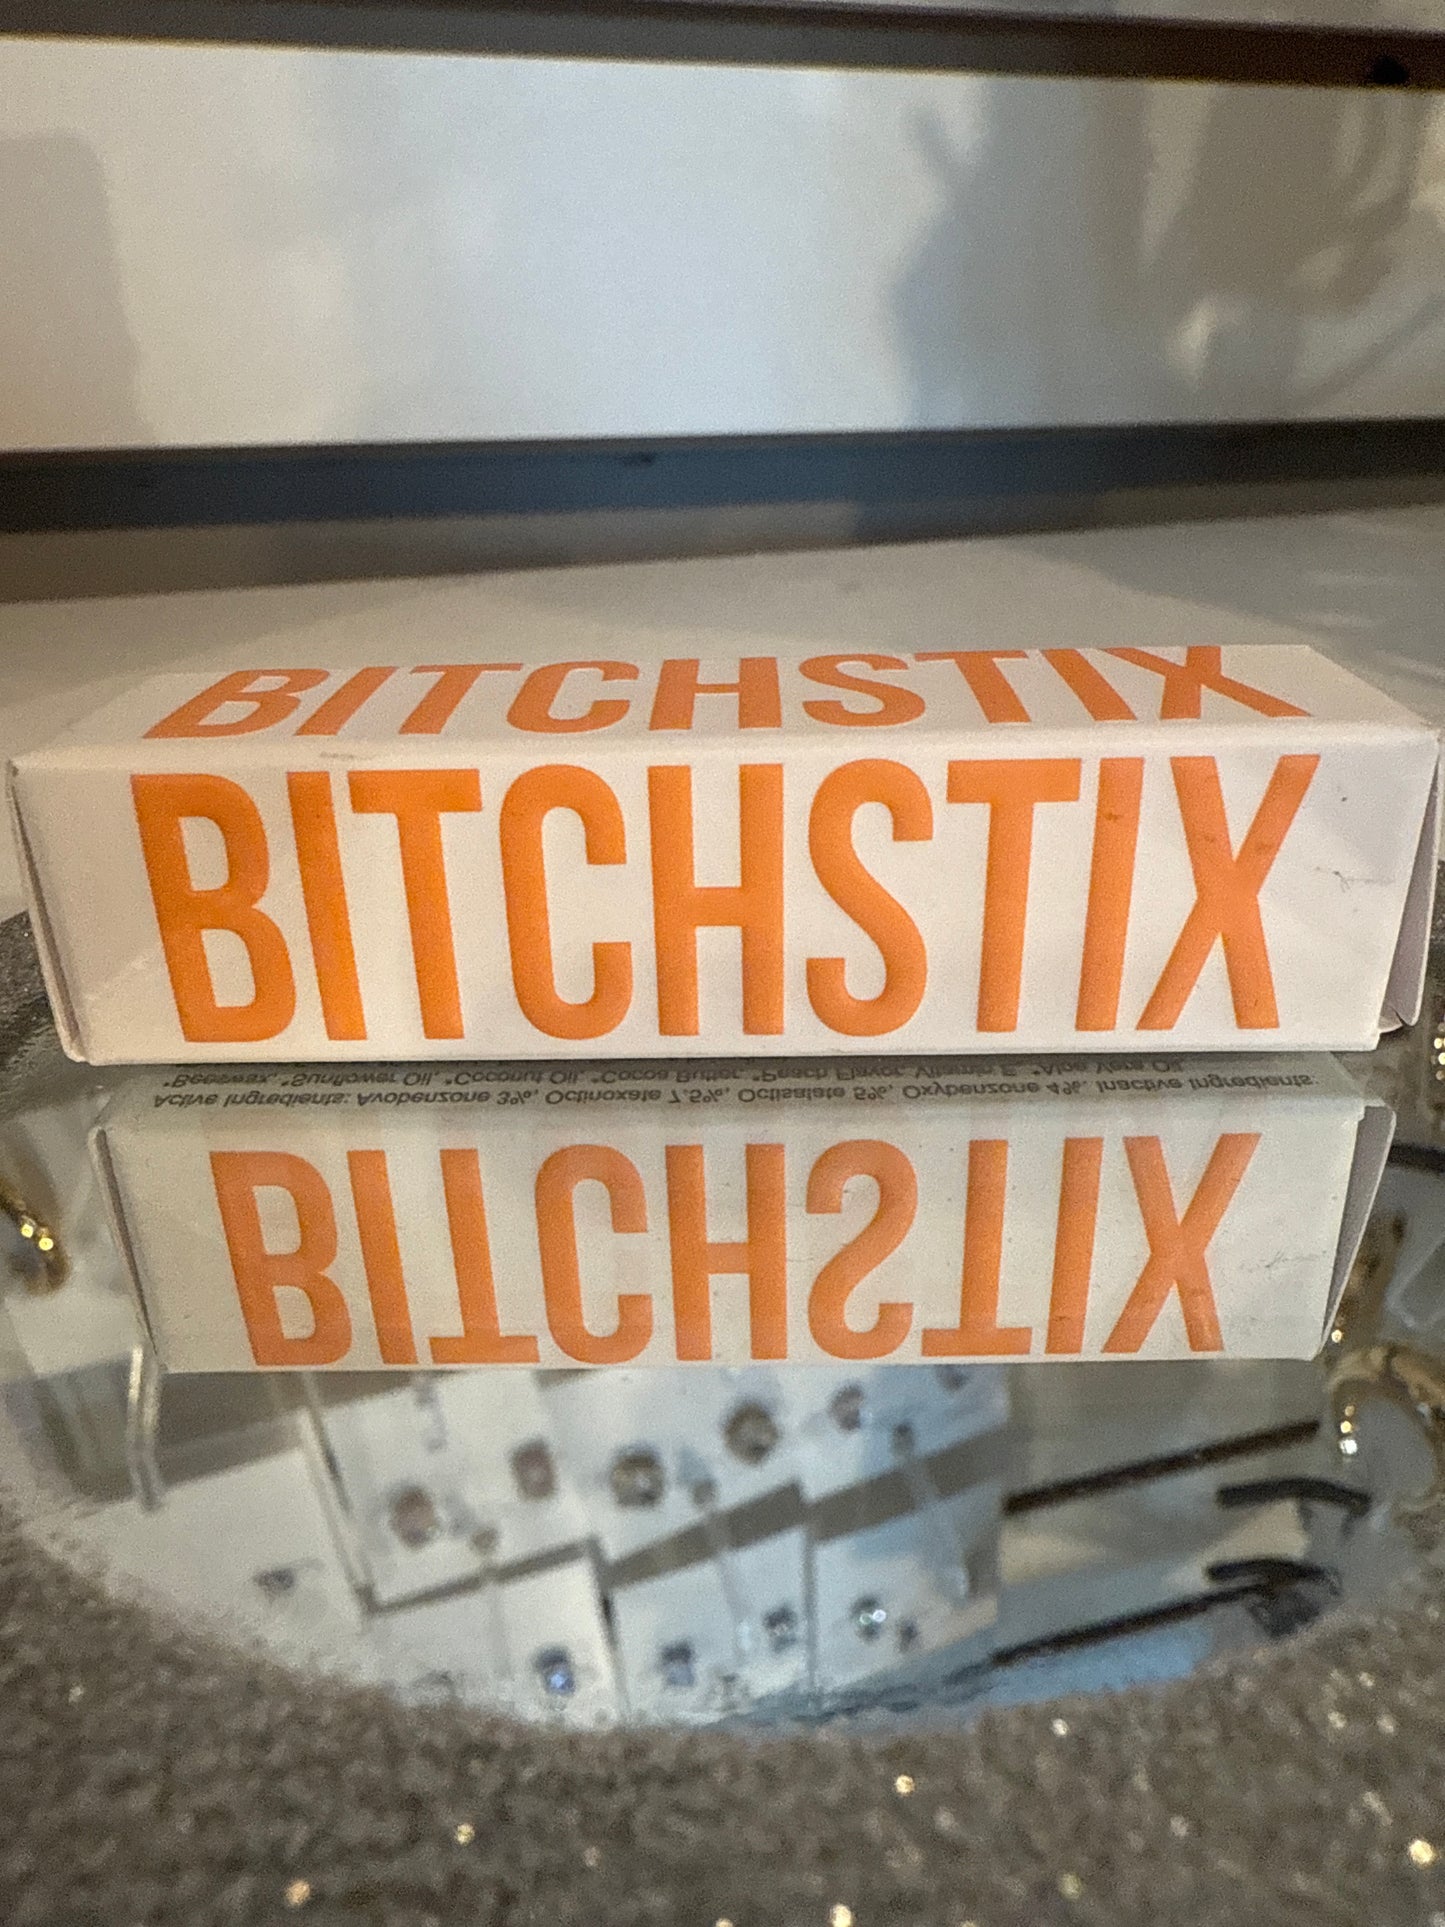 BITCHSTIX
BITCHSTIX
Active Ingredients: Avobenzone 3%, Octinoxate 7.5%, Octisalate 5%, Oxybenzone 4%, Inactive Ingredients:
*Beeswax, *Sunflower Oil, *Coconut Oil, *Cocoa Butter, *Peach Flavor, Vitamin E, *Aloe Vera Oil
BITCHSTIX